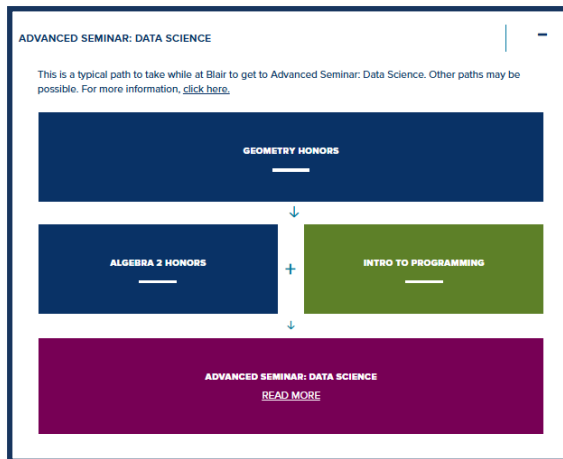 ADVANCED SEMINAR: DATA SCIENCE
This is a typical path to take while at Blair to get to Advanced Seminar: Data Science. Other paths may be
possible. For more information, click here.
GEOMETRY HONORS
ALGEBRA 2 HONORS
+
INTRO TO PROGRAMMING
ADVANCED SEMINAR: DATA SCIENCE
READ MORE